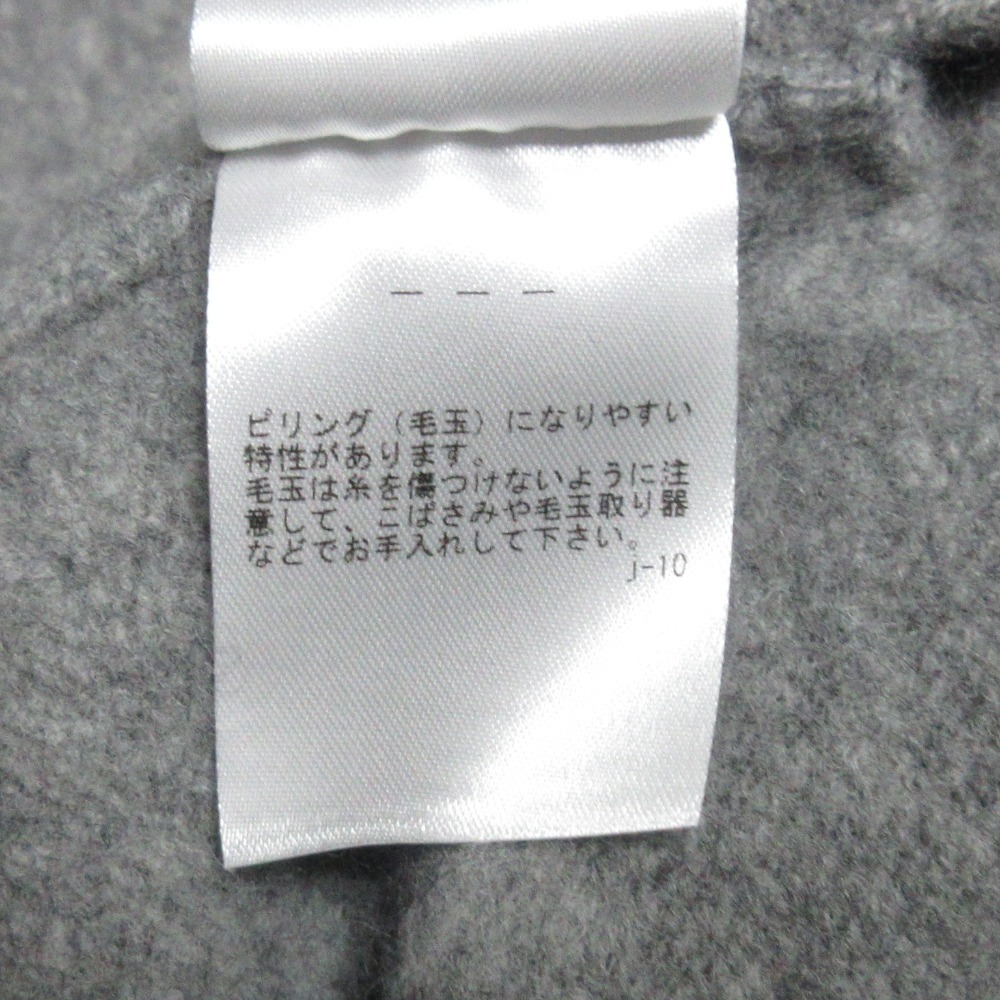 — — —
ピリング（毛玉）になりやすい
特性があります。
毛玉は糸を傷つけないように注
意して、こばさみや毛玉取り器
などでお手入れして下さい。
j-10